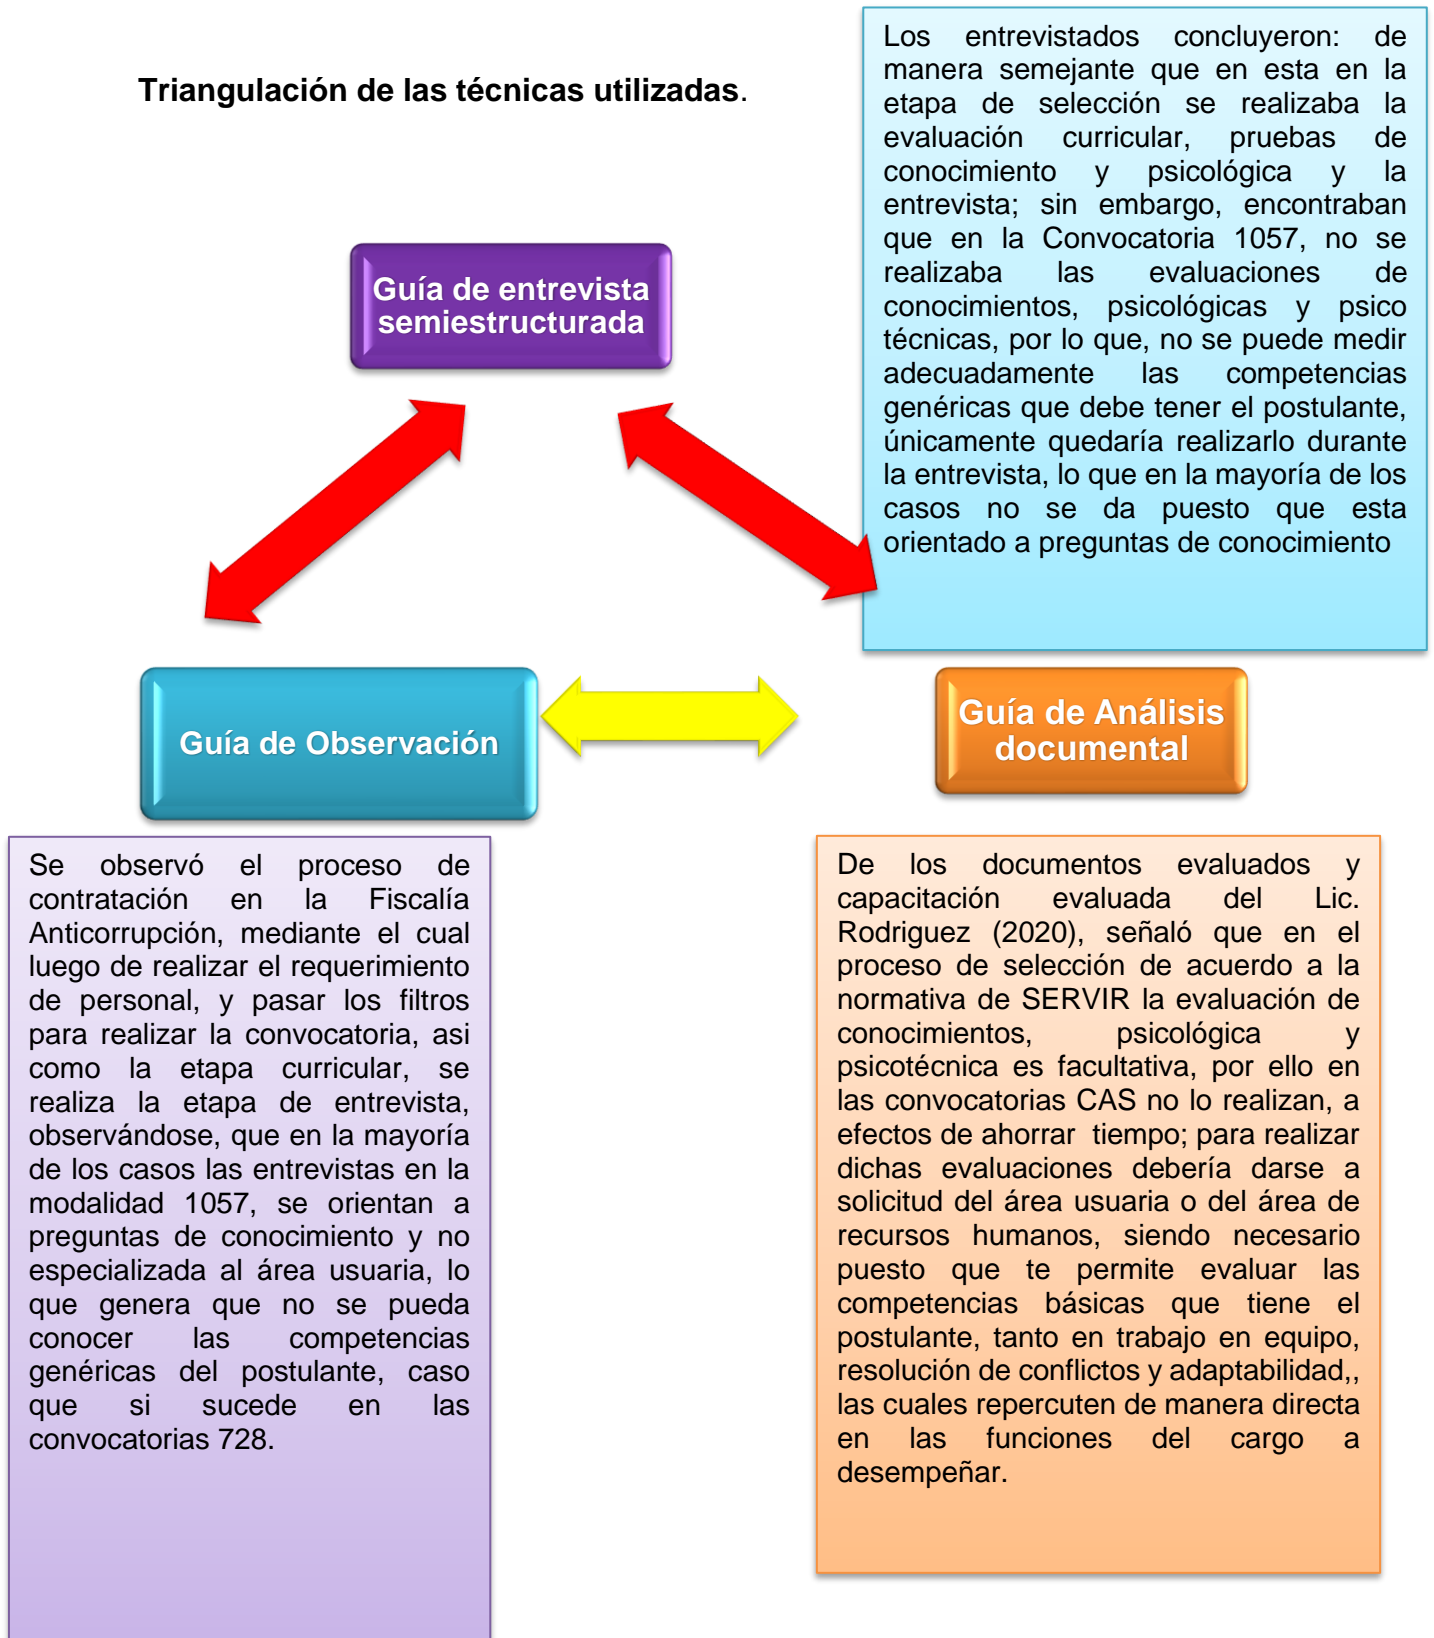 Triangulación de las técnicas utilizadas.
Los entrevistados concluyeron: de
manera semejante que en esta en la
etapa de selección se realizaba la
evaluación curricular, pruebas de
conocimiento y psicológica y la
entrevista; sin embargo, encontraban
que en la Convocatoria 1057, no se
realizaba las evaluaciones de
conocimientos, psicológicas y psico
técnicas, por lo que, no se puede medir
adecuadamente las competencias
genéricas que debe tener el postulante,
únicamente quedaría realizarlo durante
la entrevista, lo que en la mayoría de los
casos no se da puesto que esta
orientado a preguntas de conocimiento
Guía de entrevista
semiestructurada
Guía de Observación
Guía de Análisis
documental
Se observó el proceso de
contratación en la Fiscalía
Anticorrupción, mediante el cual
luego de realizar el requerimiento
de personal, y pasar los filtros
para realizar la convocatoria, asi
como la etapa curricular, se
realiza la etapa de entrevista,
observándose, que en la mayoría
de los casos las entrevistas en la
modalidad 1057, se orientan a
preguntas de conocimiento y no
especializada al área usuaria, lo
que genera que no se pueda
conocer las competencias
genéricas del postulante, caso
que si sucede en las
convocatorias 728.
De los documentos evaluados y
capacitación evaluada del Lic.
Rodriguez (2020), señaló que en el
proceso de selección de acuerdo a la
normativa de SERVIR la evaluación de
conocimientos, psicológica y
psicotécnica es facultativa, por ello en
las convocatorias CAS no lo realizan, a
efectos de ahorrar tiempo; para realizar
dichas evaluaciones debería darse a
solicitud del área usuaria o del área de
recursos humanos, siendo necesario
puesto que te permite evaluar las
competencias básicas que tiene el
postulante, tanto en trabajo en equipo,
resolución de conflictos y adaptabilidad,,
las cuales repercuten de manera directa
en las funciones del cargo a
desempeñar.